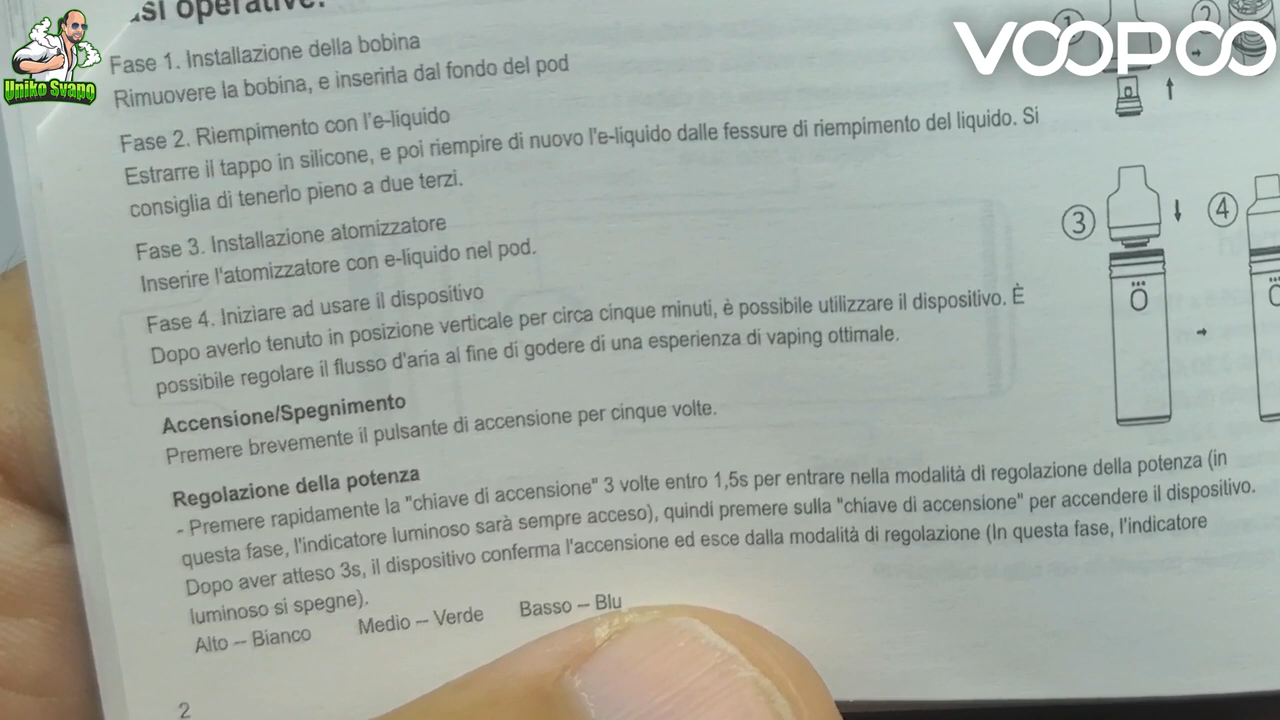 Uniko Svapo
VOOPOO
operative:
Fase 1. Installazione della bobina
Rimuovere la bobina, e inserirla dal fondo del pod
Fase 2. Riempimento con l'e-liquido
Estrarre il tappo in silicone, e poi riempire di nuovo l'e-liquido dalle fessure di riempimento del liquido. Si
consiglia di tenerlo pieno a due terzi.
Fase 3. Installazione atomizzatore
Inserire l'atomizzatore con e-liquido nel pod.
Fase 4. Iniziare ad usare il dispositivo
Dopo averlo tenuto in posizione verticale per circa cinque minuti, è possibile utilizzare il dispositivo. È
possibile regolare il flusso d'aria al fine di godere di una esperienza di vaping ottimale.
Accensione/Spegnimento
Premere brevemente il pulsante di accensione per cinque volte.
Regolazione della potenza
- Premere rapidamente la "chiave di accensione" 3 volte entro 1,5s per entrare nella modalità di regolazione della potenza (in
questa fase, l'indicatore luminoso sarà sempre acceso), quindi premere sulla "chiave di accensione" per accendere il dispositivo.
Dopo aver atteso 3s, il dispositivo conferma l'accensione ed esce dalla modalità di regolazione (In questa fase, l'indicatore
luminoso si spegne).
Alto – Bianco Medio – Verde Basso – Blu
2
1
2
3
4